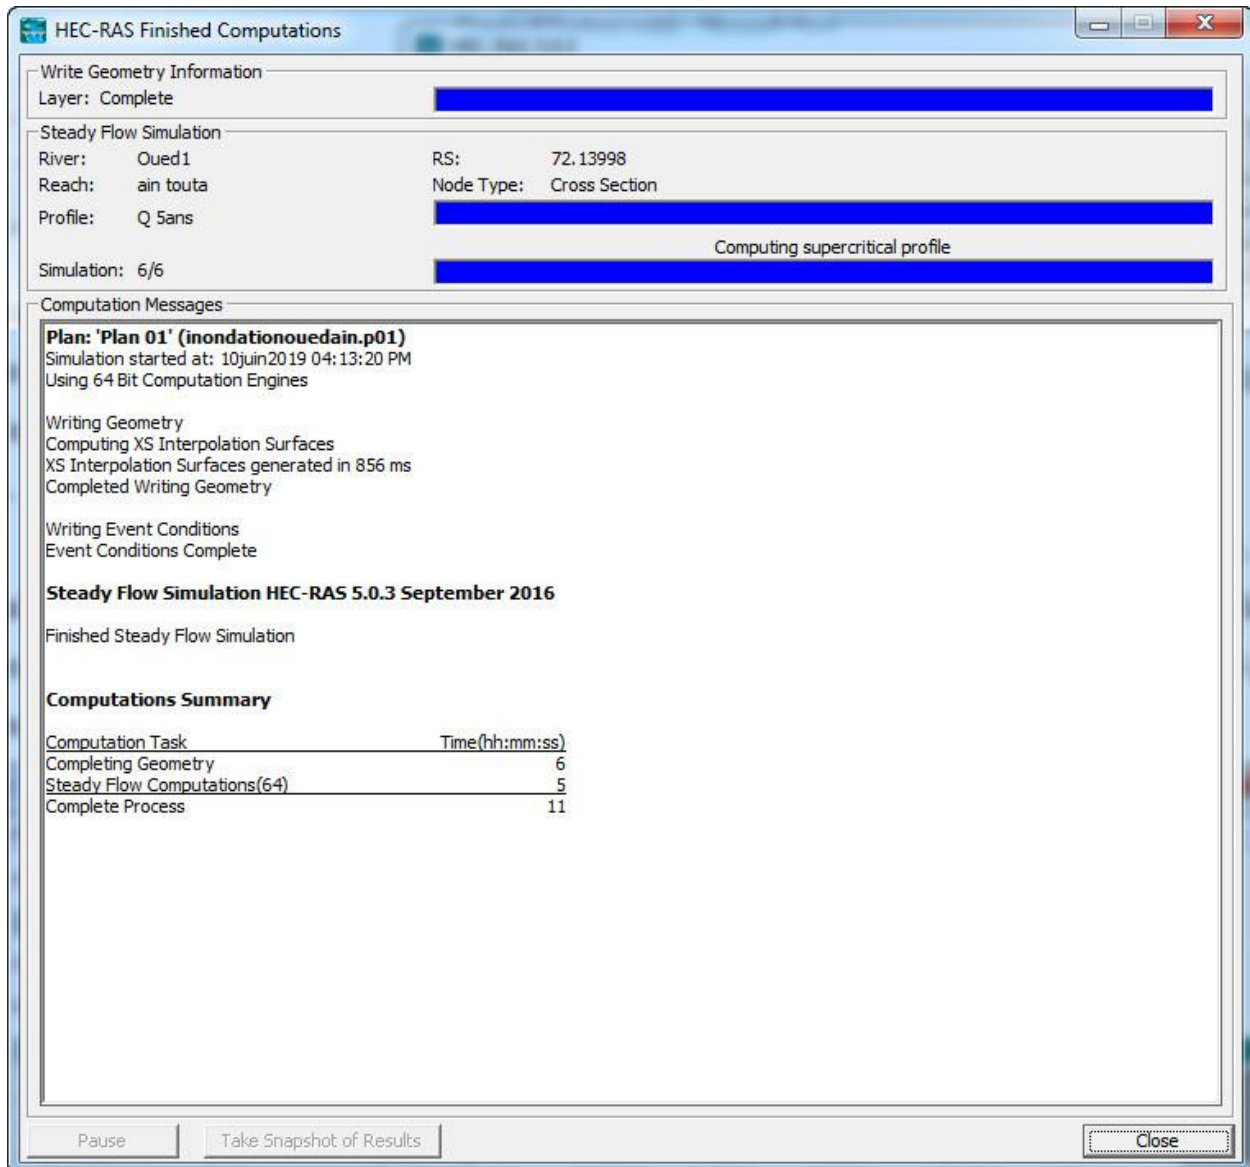 HEC-RAS Finished Computations
Write Geometry Information
Layer: Complete
Steady Flow Simulation
River: Oued1 RS: 72.13998
Reach: ain touta Node Type: Cross Section
Profile: Q 5ans
Computing supercritical profile
Simulation: 6/6
Computation Messages
Plan: 'Plan 01' (inondationouedain.p01)
Simulation started at: 10juin2019 04:13:20 PM
Using 64 Bit Computation Engines
Writing Geometry
Computing XS Interpolation Surfaces
XS Interpolation Surfaces generated in 856 ms
Completed Writing Geometry
Writing Event Conditions
Event Conditions Complete
Steady Flow Simulation HEC-RAS 5.0.3 September 2016
Finished Steady Flow Simulation
Computations Summary
Computation Task Time(hh:mm:ss)
Completing Geometry 6
Steady Flow Computations(64) 5
Complete Process 11
Pause Take Snapshot of Results Close